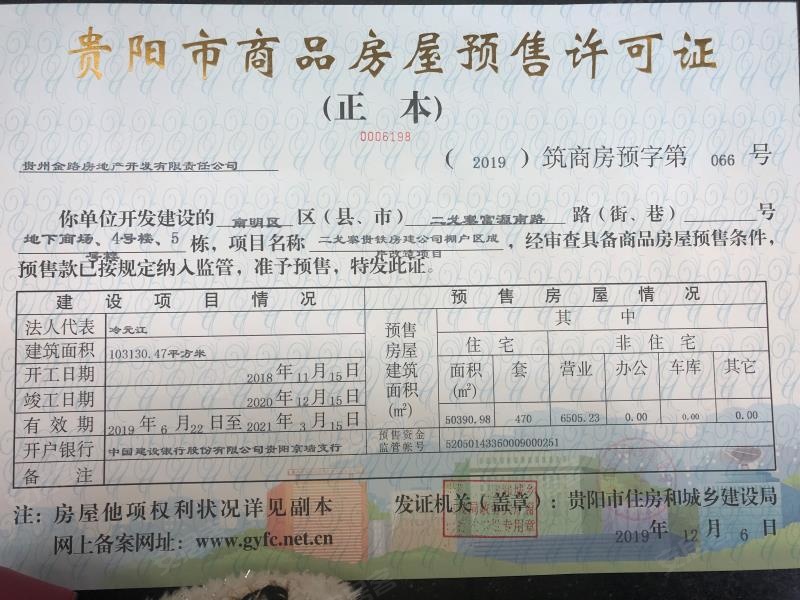 贵阳市商品房屋预售许可证
(正 本)
0006198
贵州金路房地产开发有限责任公司
( 2019 ) 筑商房预字第 066 号
你单位开发建设的 南明区 区(县、市) 二戈寨富源南路 路(街、巷) 号
地下商场、4号楼、5号楼 栋,项目名称 二戈寨贵铁房建公司棚户区成片改造项目 ,经审查具备商品房屋预售条件,
预售款已按规定纳入监管,准予预售,特发此证。
建设项目情况 预售房屋情况
法人代表 冷元江 预售房屋建筑面积(㎡) 其中
建筑面积 103130.47平方米 住宅 非住宅
开工日期 2018 年 11 月 15 日 面积(㎡) 套 营业 办公 车库 其它
竣工日期 2020 年 12 月 15 日
有效期 2019 年 6 月 22 日至 2021 年 3 月 15 日 50390.98 470 6505.23 0.00 0.00 0.00
开户银行 中国建设银行股份有限公司贵阳京瑞支行 预售资金监管帐号 52050143360009000251
备注
注:房屋他项权利状况详见副本 发证机关(盖章):贵阳市住房和城乡建设局
网上备案网址:www.gyfc.net.cn 2019 年 12 月 6 日